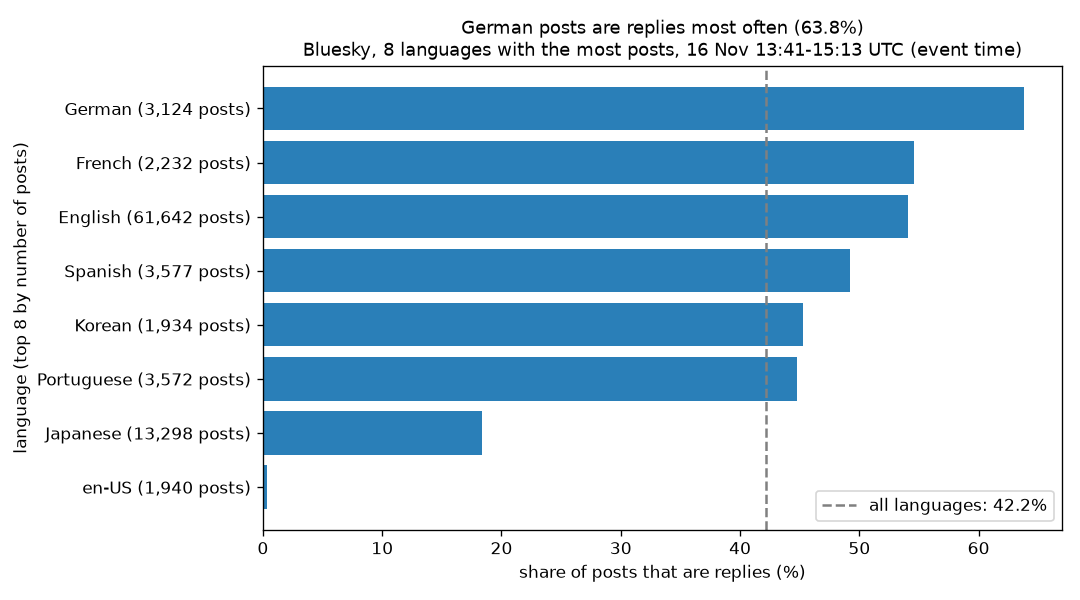 German posts are replies most often (63.8%)
Bluesky, 8 languages with the most posts, 16 Nov 13:41-15:13 UTC (event time)
language (top 8 by number of posts)
German (3,124 posts)
French (2,232 posts)
English (61,642 posts)
Spanish (3,577 posts)
Korean (1,934 posts)
Portuguese (3,572 posts)
Japanese (13,298 posts)
en-US (1,940 posts)
all languages: 42.2%
0 10 20 30 40 50 60
share of posts that are replies (%)